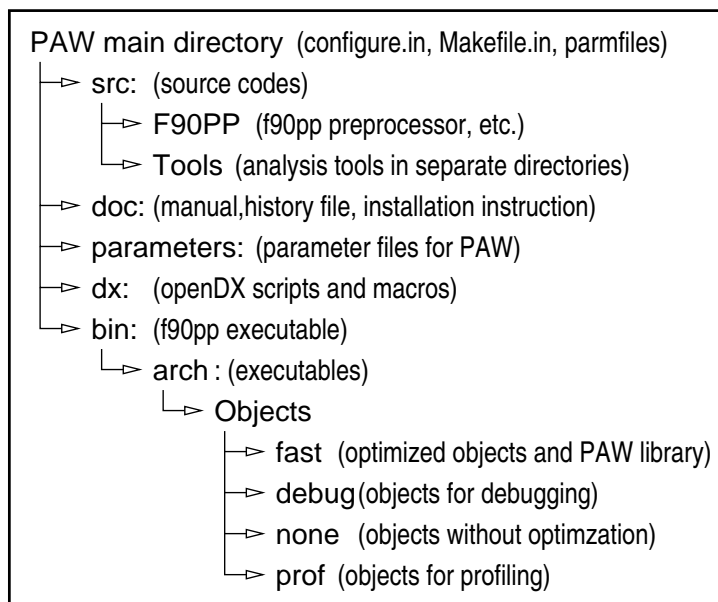 PAW main directory (configure.in, Makefile.in, parmfiles)
src: (source codes)
F90PP (f90pp preprocessor, etc.)
Tools (analysis tools in separate directories)
doc: (manual,history file, installation instruction)
parameters: (parameter files for PAW)
dx: (openDX scripts and macros)
bin: (f90pp executable)
arch : (executables)
Objects
fast (optimized objects and PAW library)
debug (objects for debugging)
none (objects without optimzation)
prof (objects for profiling)